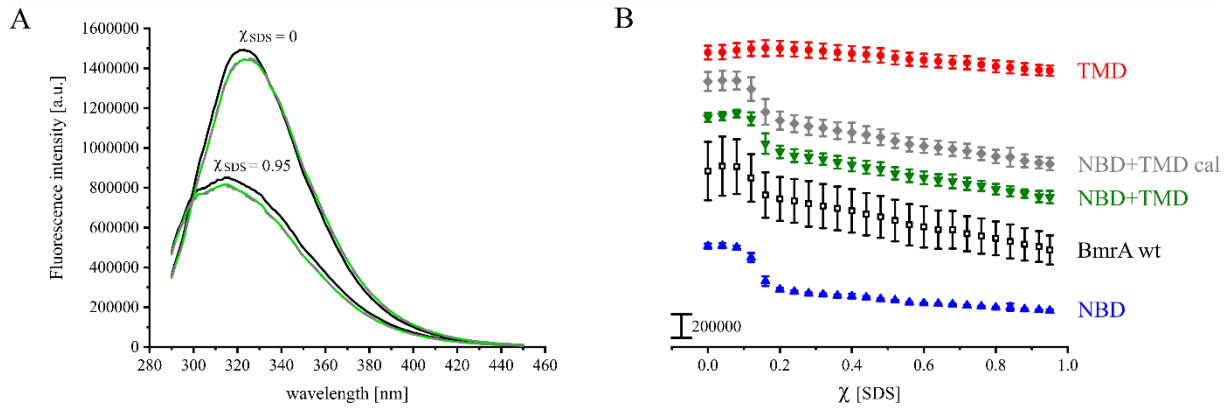 A
B
χSDS = 0
χSDS = 0.95
Fluorescence intensity [a.u.]
1600000
1400000
1200000
1000000
800000
600000
400000
200000
0
280 300 320 340 360 380 400 420 440 460
wavelength [nm]
TMD
NBD+TMD cal
NBD+TMD
BmrA wt
NBD
200000
0.0 0.2 0.4 0.6 0.8 1.0
χ [SDS]